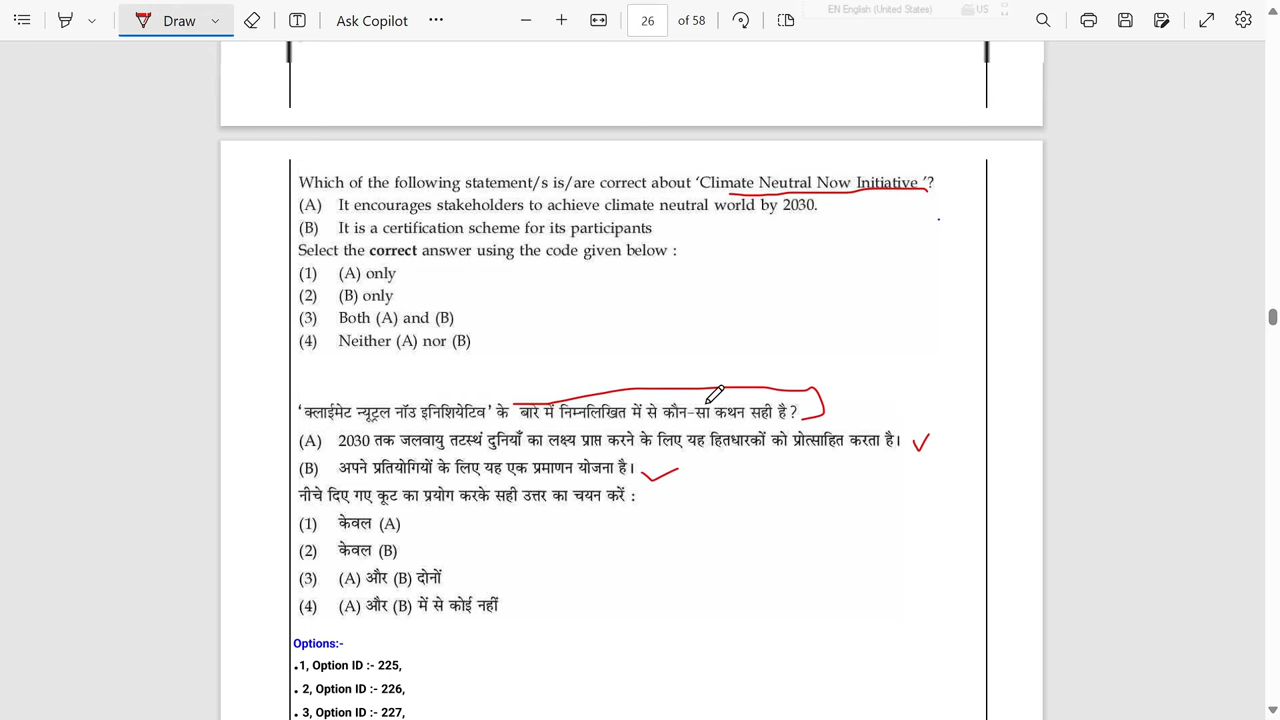 Draw
Ask Copilot
26 of 58
EN English (United States)
US
Which of the following statement/s is/are correct about ‘Climate Neutral Now Initiative ’?
(A) It encourages stakeholders to achieve climate neutral world by 2030.
(B) It is a certification scheme for its participants
Select the correct answer using the code given below :
(1) (A) only
(2) (B) only
(3) Both (A) and (B)
(4) Neither (A) nor (B)
‘क्लाईमेट न्यूट्रल नॉउ इनिशियेटिव’ के बारे में निम्नलिखित में से कौन-सा कथन सही है?
(A) 2030 तक जलवायु तटस्थं दुनियाँ का लक्ष्य प्राप्त करने के लिए यह हितधारकों को प्रोत्साहित करता है।
(B) अपने प्रतियोगियों के लिए यह एक प्रमाणन योजना है।
नीचे दिए गए कूट का प्रयोग करके सही उत्तर का चयन करें :
(1) केवल (A)
(2) केवल (B)
(3) (A) और (B) दोनों
(4) (A) और (B) में से कोई नहीं
Options:-
.1, Option ID :- 225,
. 2, Option ID :- 226,
. 3, Option ID :- 227,